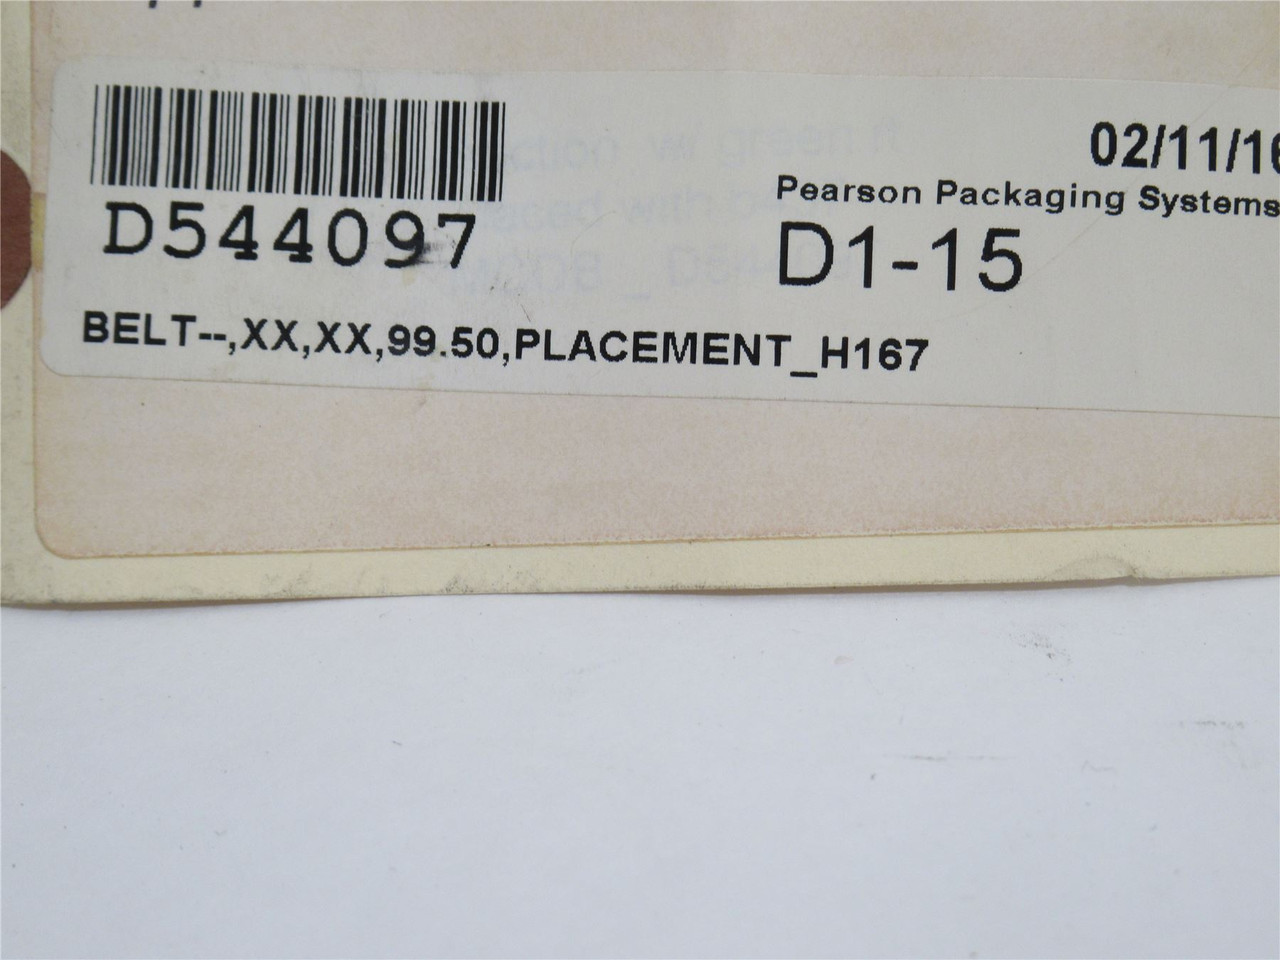 02/11/16
Pearson Packaging Systems
D544097
D1-15
BELT--,XX,XX,99.50,PLACEMENT_H167